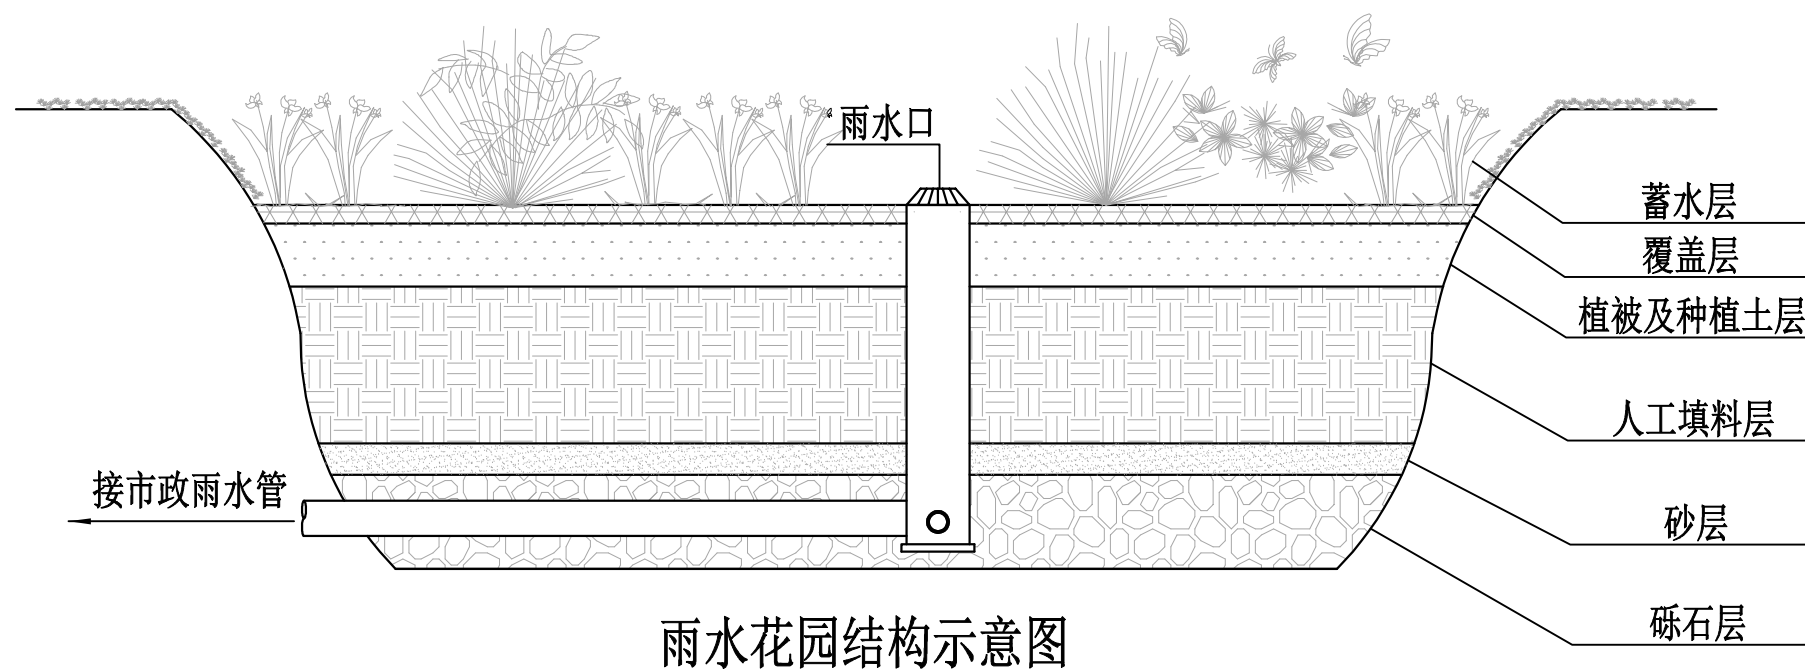 雨水口
蓄水层
覆盖层
植被及种植土层
人工填料层
接市政雨水管
砂层
砾石层
雨水花园结构示意图